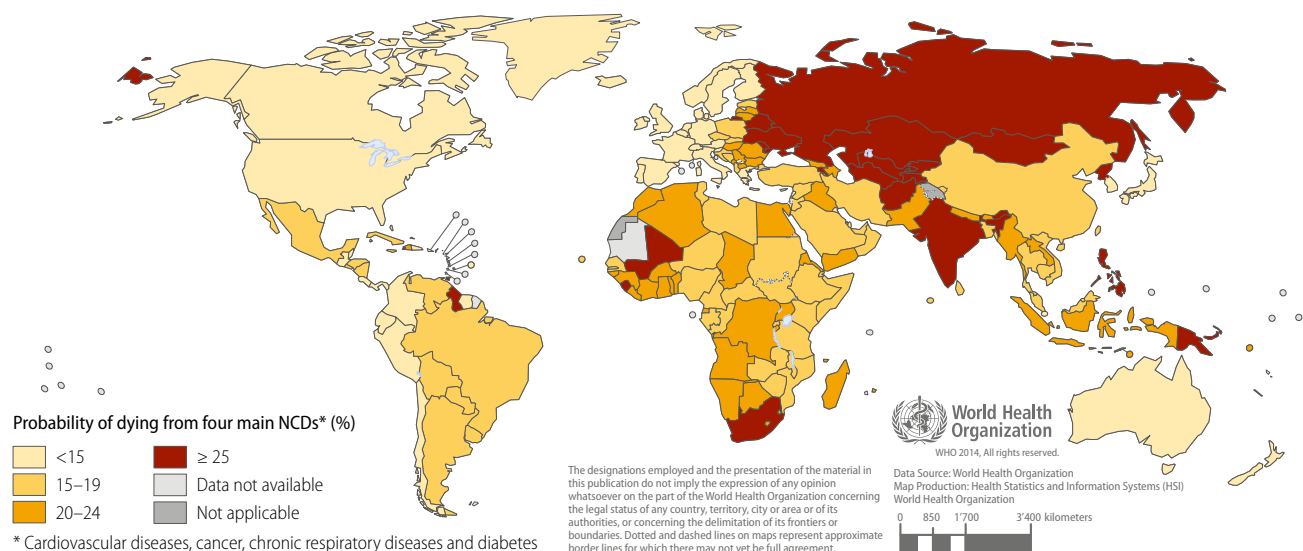 Probability of dying from four main NCDs* (%)
<15
15–19
20–24
≥ 25
Data not available
Not applicable
* Cardiovascular diseases, cancer, chronic respiratory diseases and diabetes
The designations employed and the presentation of the material in
this publication do not imply the expression of any opinion
whatsoever on the part of the World Health Organization concerning
the legal status of any country, territory, city or area or of its
authorities, or concerning the delimitation of its frontiers or
boundaries. Dotted and dashed lines on maps represent approximate
border lines for which there may not yet be full agreement.
World Health
Organization
WHO 2014, All rights reserved.
Data Source: World Health Organization
Map Production: Health Statistics and Information Systems (HSI)
World Health Organization
0 850 1'700 3'400 kilometers